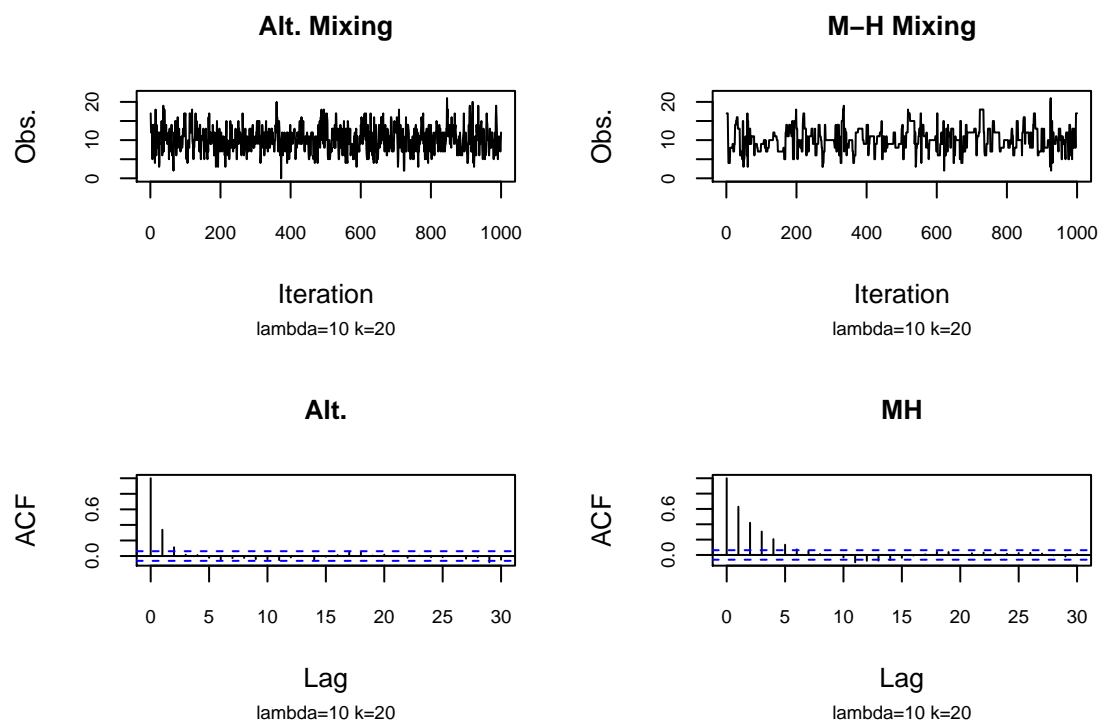 Alt. Mixing
Obs.
20
10
0
0 200 400 600 800 1000
Iteration
lambda=10 k=20
M−H Mixing
Obs.
20
10
0
0 200 400 600 800 1000
Iteration
lambda=10 k=20
Alt.
ACF
0.6
0.0
0 5 10 15 20 25 30
Lag
lambda=10 k=20
MH
ACF
0.6
0.0
0 5 10 15 20 25 30
Lag
lambda=10 k=20